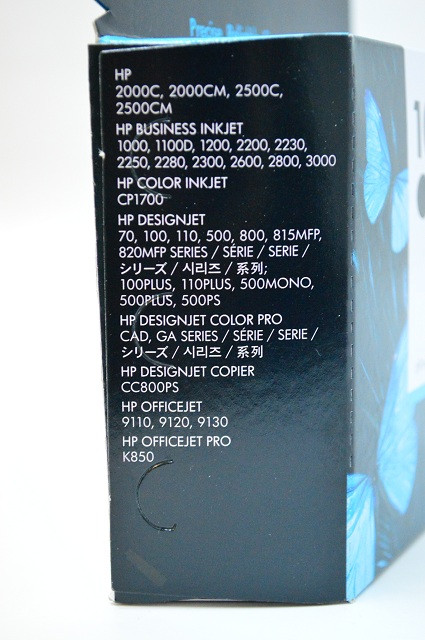 HP
2000C, 2000CM, 2500C,
2500CM
HP BUSINESS INKJET
1000, 1100D, 1200, 2200, 2230,
2250, 2280, 2300, 2600, 2800, 3000
HP COLOR INKJET
CP1700
HP DESIGNJET
70, 100, 110, 500, 800, 815MFP,
820MFP SERIES / SÉRIE / SERIE /
シリーズ / 시리즈 / 系列;
100PLUS, 110PLUS, 500MONO,
500PLUS, 500PS
HP DESIGNJET COLOR PRO
CAD, GA SERIES / SÉRIE / SERIE /
シリーズ / 시리즈 / 系列
HP DESIGNJET COPIER
CC800PS
HP OFFICEJET
9110, 9120, 9130
HP OFFICEJET PRO
K850